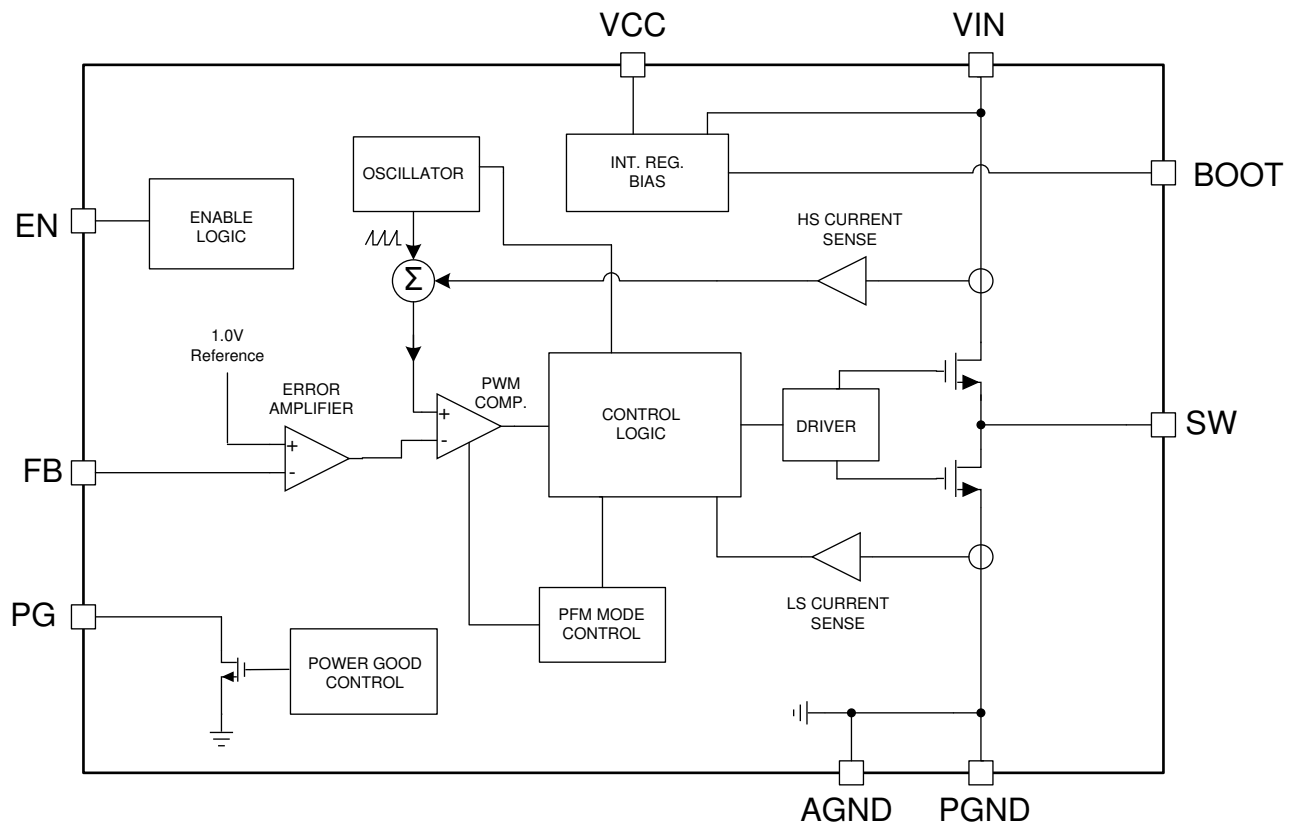 VCC
VIN
OSCILLATOR
INT. REG.
BIAS
BOOT
EN
ENABLE
LOGIC
HS CURRENT
SENSE
Σ
1.0V
Reference
ERROR
AMPLIFIER
+
-
PWM
COMP.
+
-
CONTROL
LOGIC
DRIVER
SW
FB
PG
PFM MODE
CONTROL
LS CURRENT
SENSE
POWER GOOD
CONTROL
AGND
PGND